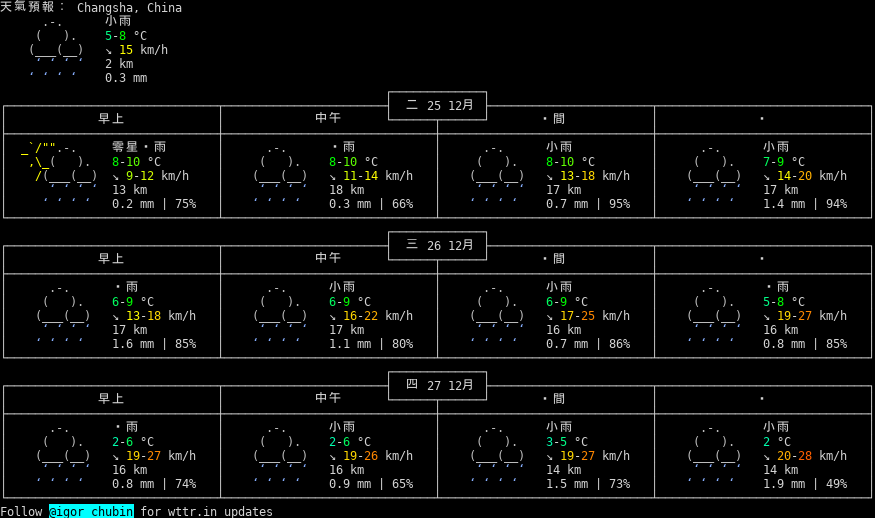 天氣預報： Changsha, China
小雨
5-8 °C
↘ 15 km/h
2 km
0.3 mm
二 25 12月
早上 中午 ・間 ・
零星・雨 ・雨 小雨 小雨
8-10 °C 8-10 °C 8-10 °C 7-9 °C
↘ 9-12 km/h ↘ 11-14 km/h ↘ 13-18 km/h ↘ 14-20 km/h
13 km 18 km 17 km 17 km
0.2 mm | 75% 0.3 mm | 66% 0.7 mm | 95% 1.4 mm | 94%
三 26 12月
早上 中午 ・間 ・
・雨 小雨 小雨 ・雨
6-9 °C 6-9 °C 6-9 °C 5-8 °C
↘ 13-18 km/h ↘ 16-22 km/h ↘ 17-25 km/h ↘ 19-27 km/h
17 km 17 km 16 km 16 km
1.6 mm | 85% 1.1 mm | 80% 0.7 mm | 86% 0.8 mm | 85%
四 27 12月
早上 中午 ・間 ・
・雨 小雨 小雨 小雨
2-6 °C 2-6 °C 3-5 °C 2 °C
↘ 19-27 km/h ↘ 19-26 km/h ↘ 19-27 km/h ↘ 20-28 km/h
16 km 16 km 14 km 14 km
0.8 mm | 74% 0.9 mm | 65% 1.5 mm | 73% 1.9 mm | 49%
Follow @igor_chubin for wttr.in updates